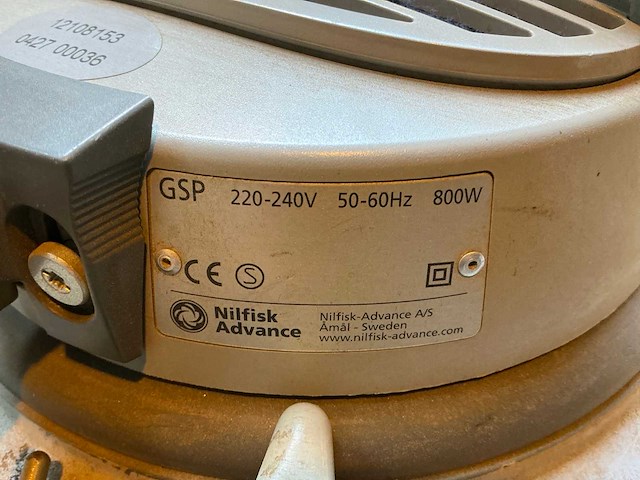 12108153
0427 00036
GSP 220-240V 50-60Hz 800W
CE S
Nilfisk
Advance
Nilfisk-Advance A/S
Åmål - Sweden
www.nilfisk-advance.com